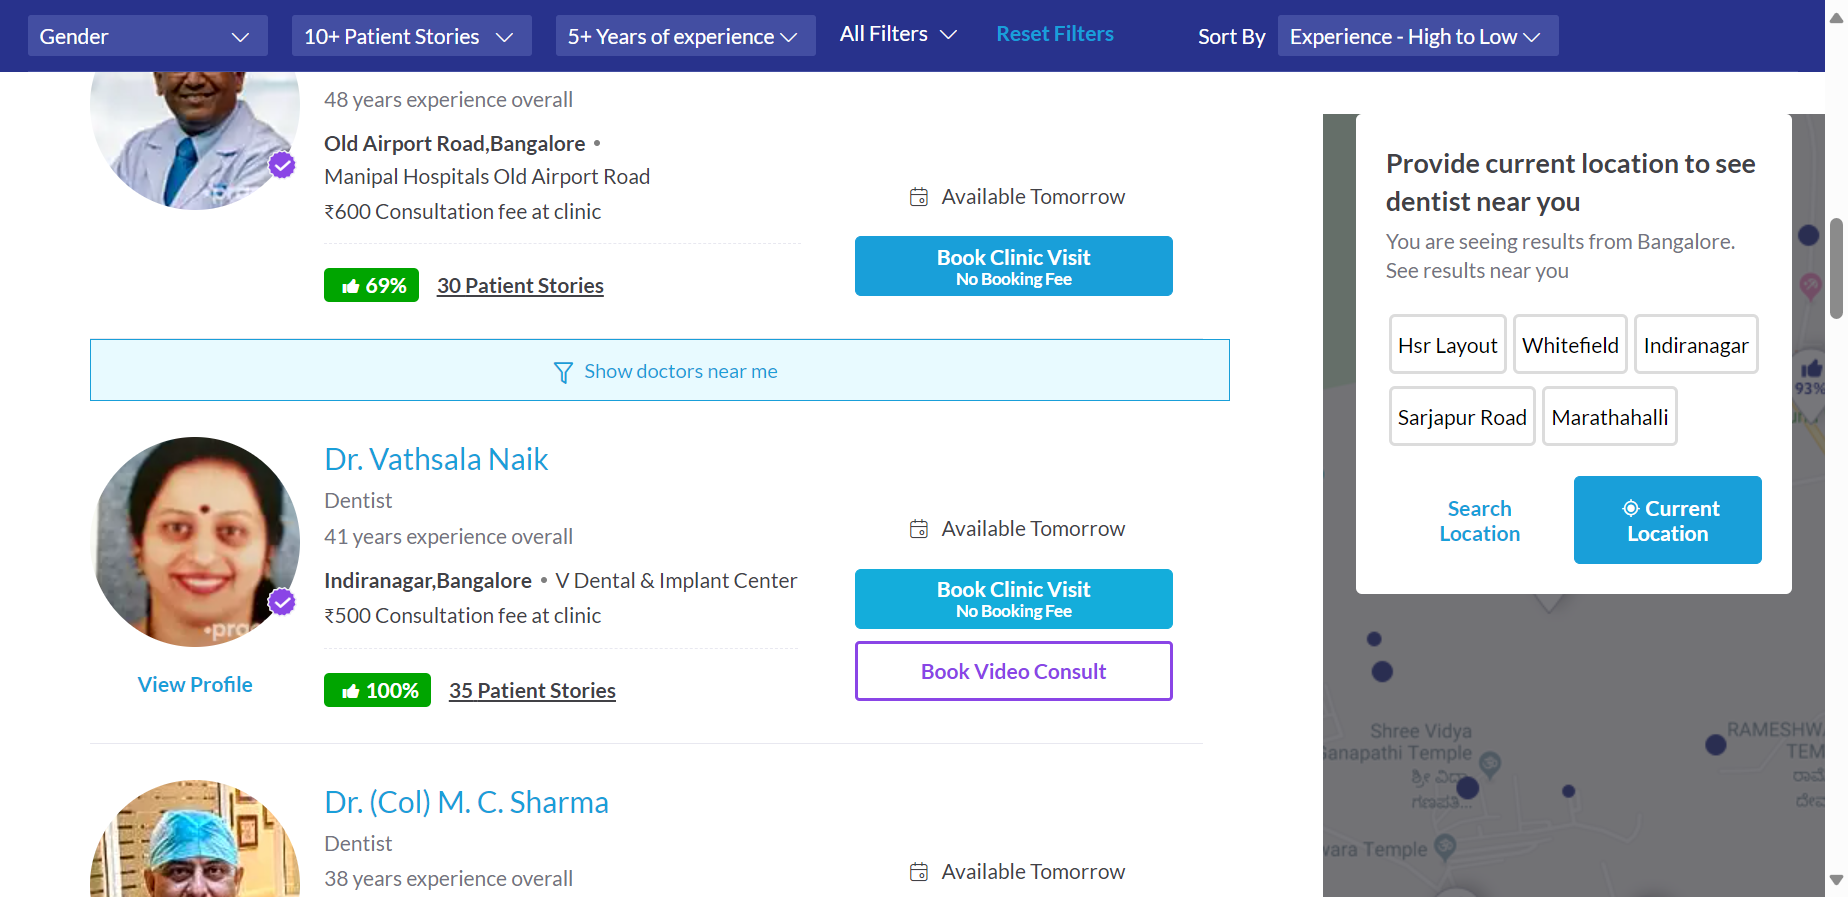 Gender
10+ Patient Stories
5+ Years of experience
All Filters
Reset Filters
Sort By
Experience - High to Low
48 years experience overall
Old Airport Road,Bangalore •
Manipal Hospitals Old Airport Road
₹600 Consultation fee at clinic
69%
30 Patient Stories
Available Tomorrow
Book Clinic Visit
No Booking Fee
Show doctors near me
Dr. Vathsala Naik
Dentist
41 years experience overall
Indiranagar,Bangalore • V Dental & Implant Center
₹500 Consultation fee at clinic
100%
35 Patient Stories
View Profile
Available Tomorrow
Book Clinic Visit
No Booking Fee
Book Video Consult
Dr. (Col) M. C. Sharma
Dentist
38 years experience overall
Available Tomorrow
Provide current location to see
dentist near you
You are seeing results from Bangalore.
See results near you
Hsr Layout
Whitefield
Indiranagar
Sarjapur Road
Marathahalli
Search
Location
Current
Location
93%
Shree Vidya
Ganapathi Temple
ಶ್ರೀ ವಿದ್ಯಾ
ಗಣಪತಿ...
RAMESHW
TEM
wara Temple